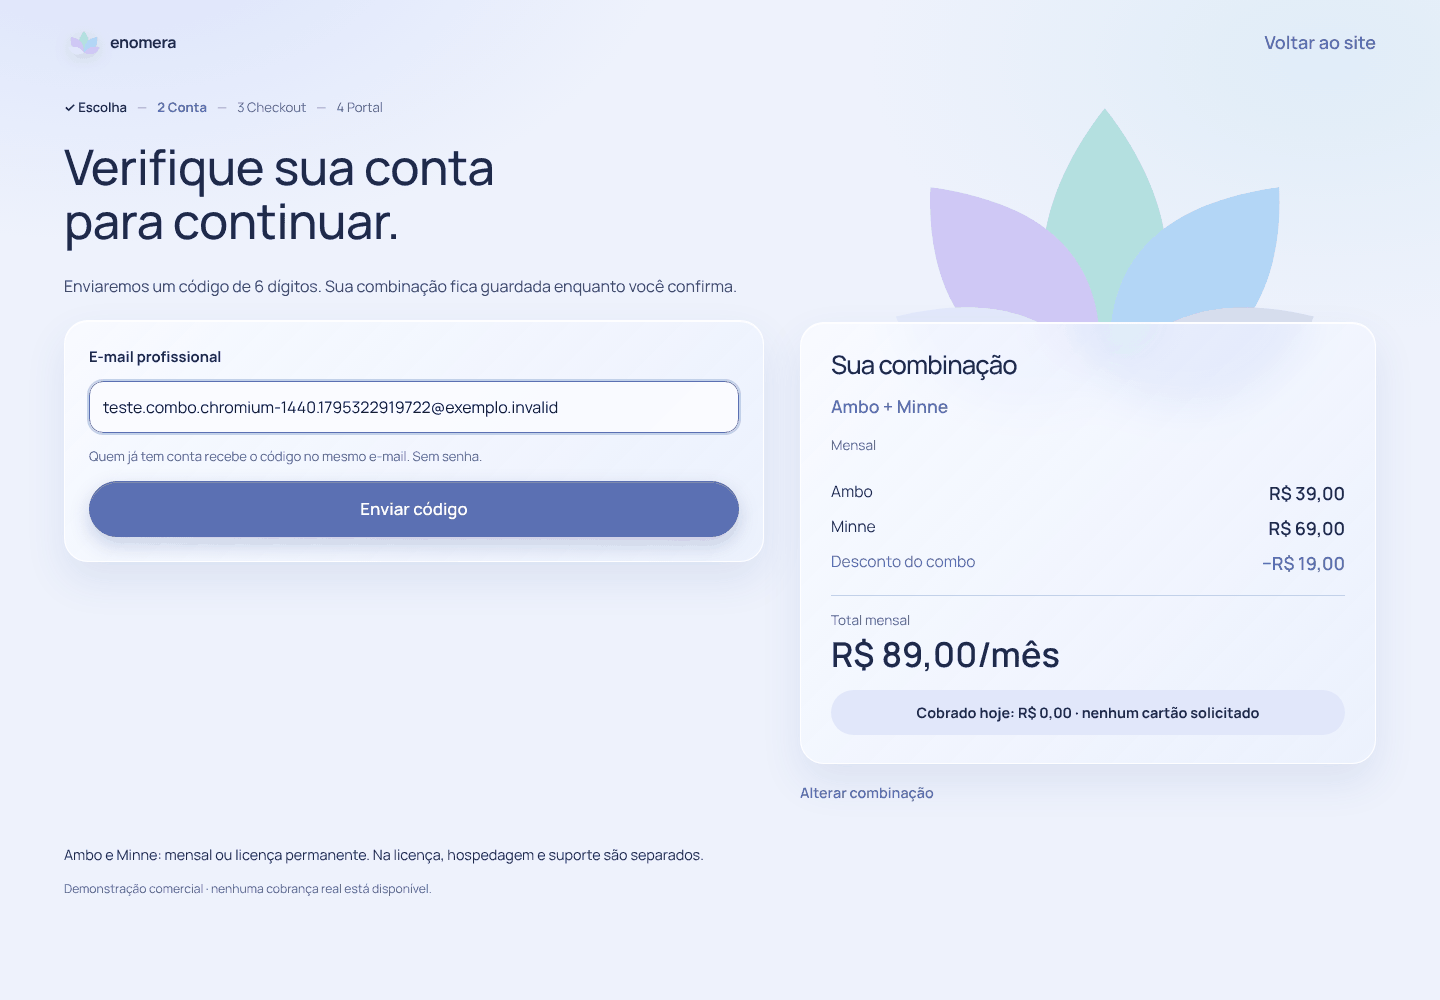 enomera
Voltar ao site
✓ Escolha — 2 Conta — 3 Checkout — 4 Portal
Verifique sua conta
para continuar.
Enviaremos um código de 6 dígitos. Sua combinação fica guardada enquanto você confirma.
E-mail profissional
teste.combo.chromium-1440.1795322919722@exemplo.invalid
Quem já tem conta recebe o código no mesmo e-mail. Sem senha.
Enviar código
Sua combinação
Ambo + Minne
Mensal
Ambo R$ 39,00
Minne R$ 69,00
Desconto do combo −R$ 19,00
Total mensal
R$ 89,00/mês
Cobrado hoje: R$ 0,00 · nenhum cartão solicitado
Alterar combinação
Ambo e Minne: mensal ou licença permanente. Na licença, hospedagem e suporte são separados.
Demonstração comercial · nenhuma cobrança real está disponível.